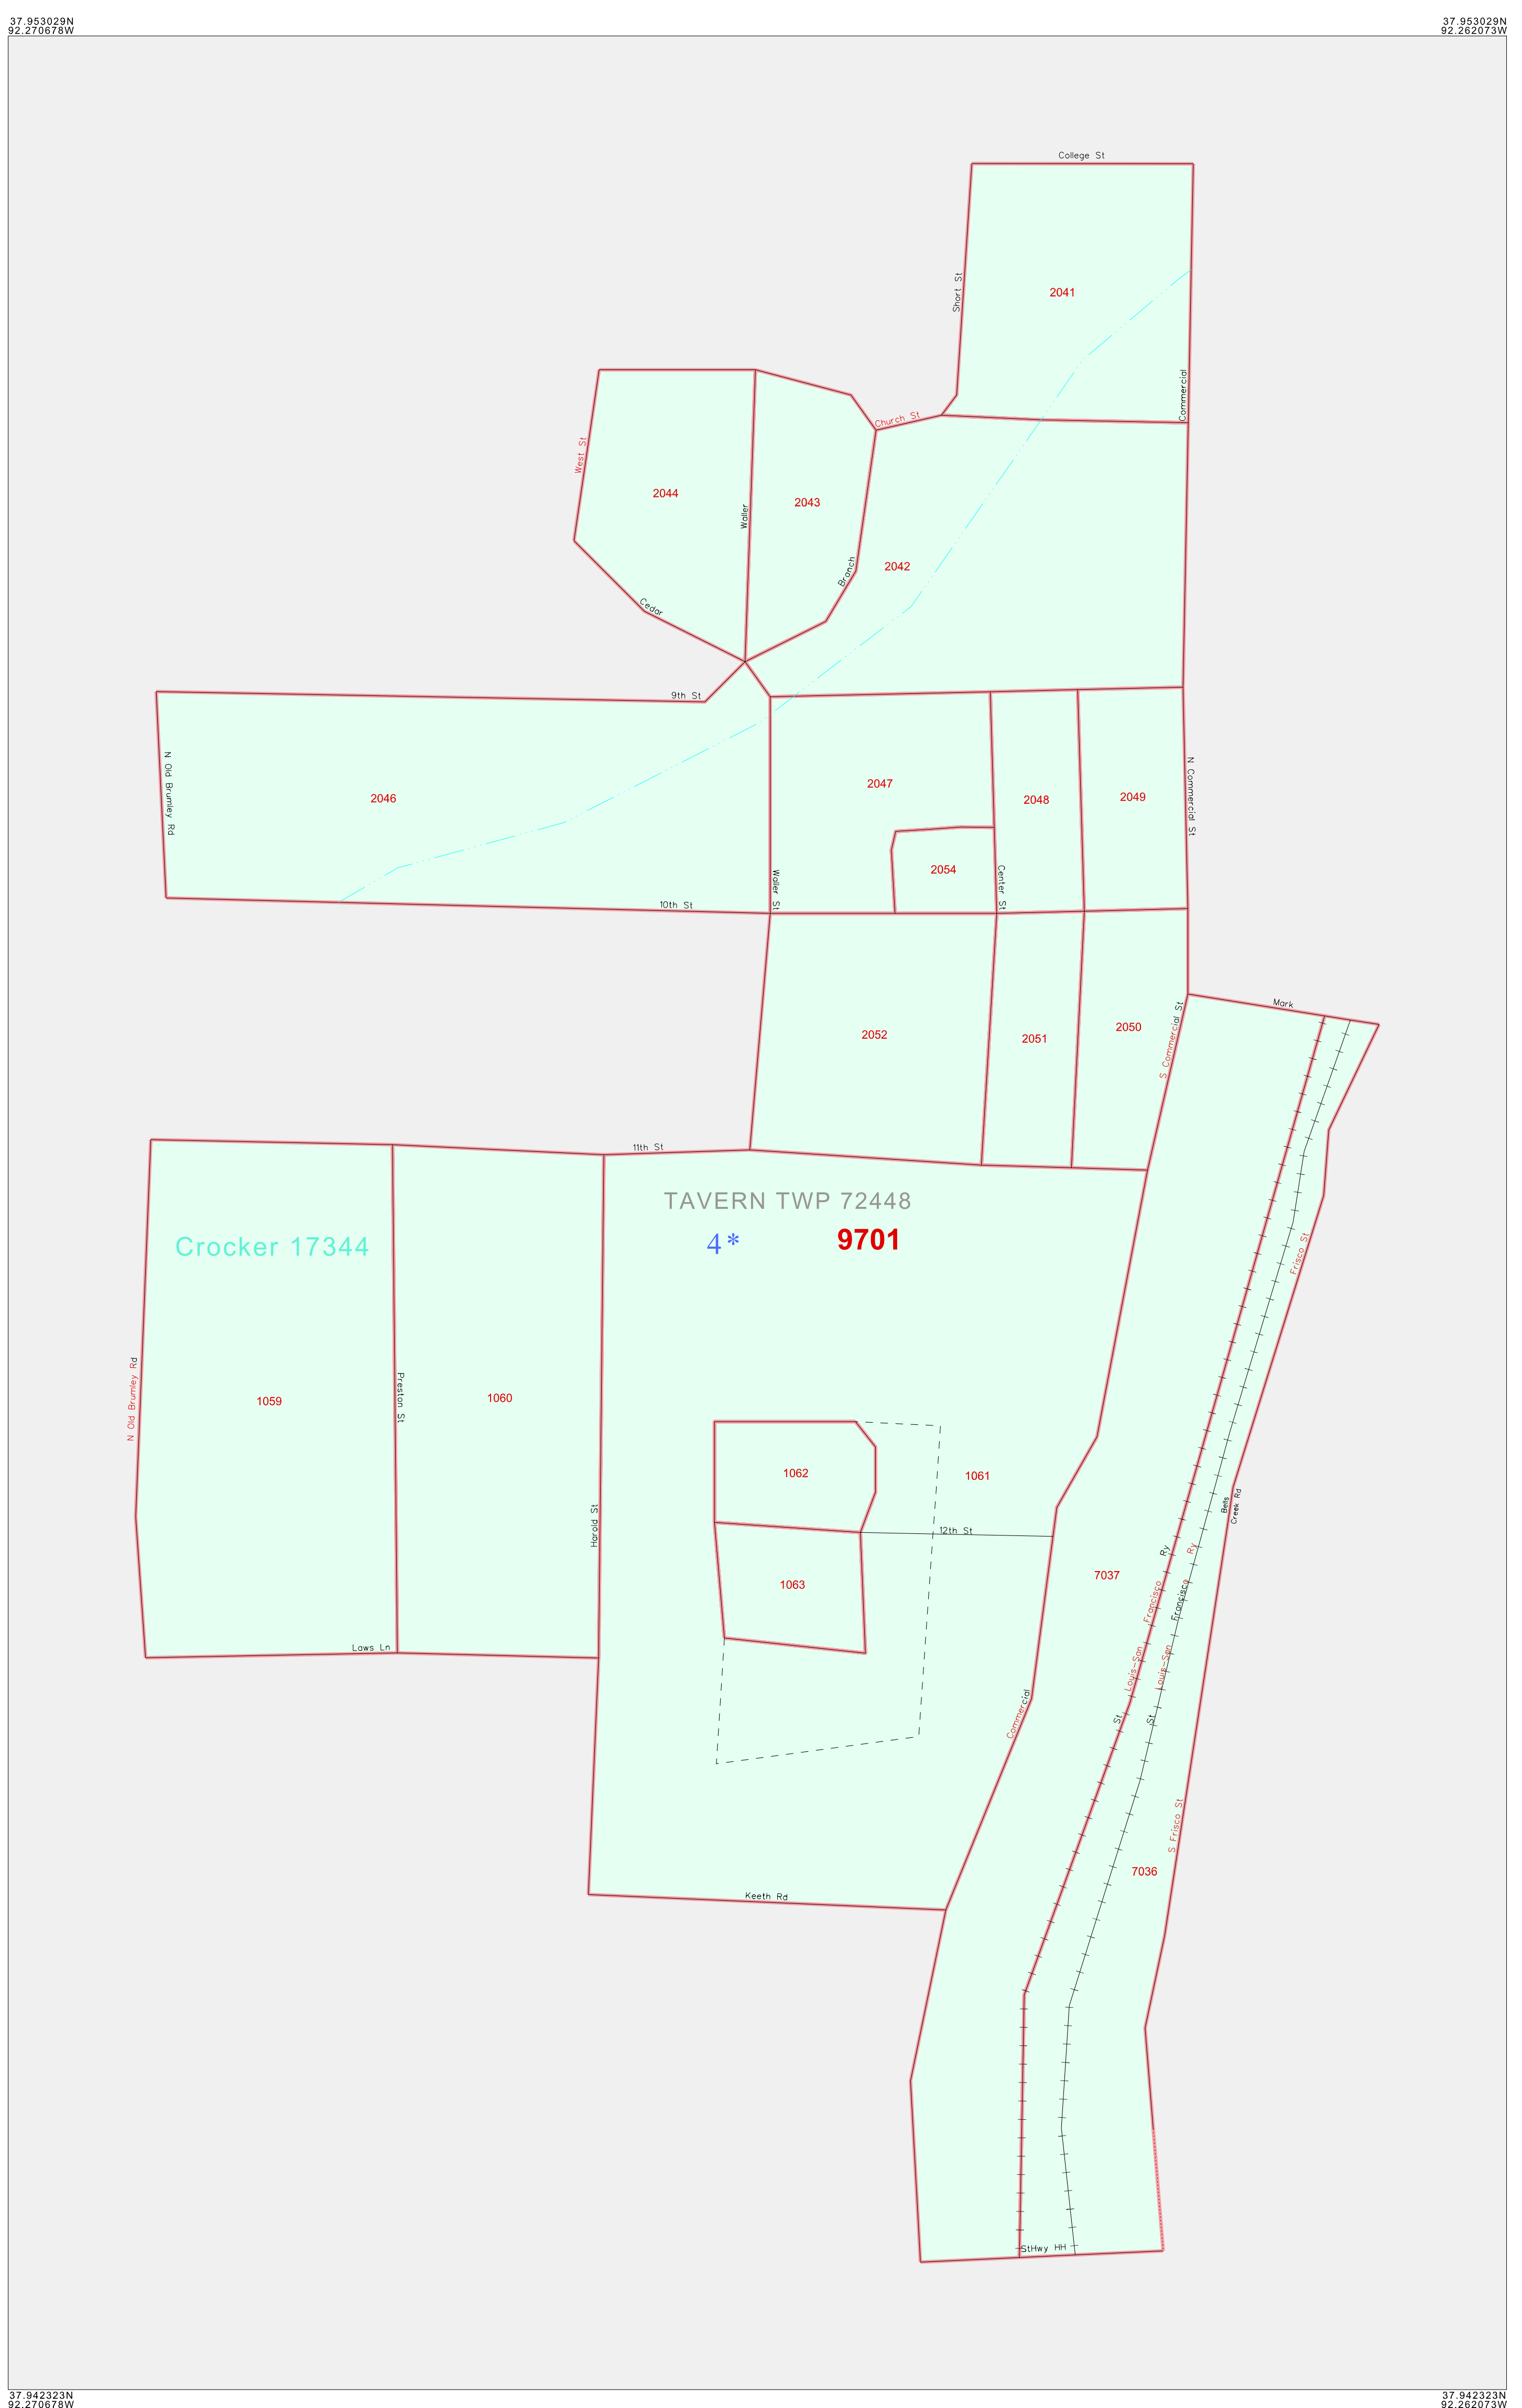 37.953029N
92.270678W
37.953029N
92.262073W
College St
Short St
2041
Commercial
Church St
West St
2044
Waller
2043
Branch
2042
Cedar
9th St
N Old Brumley Rd
2046
2047
2048
2049
N Commercial St
2054
Waller St
Center St
10th St
Mark
2052
2051
2050
S Commercial St
11th St
TAVERN TWP 72448
4*
9701
Crocker 17344
Frisco St
N Old Brumley Rd
1059
Preston St
1060
Harold St
1062
1061
12th St
1063
7037
Bells
Creek Rd
St Louis-San Francisco Ry
St Louis-San Francisco Ry
Laws Ln
Commercial
S Frisco St
7036
Keeth Rd
StHwy HH
37.942323N
92.270678W
37.942323N
92.262073W